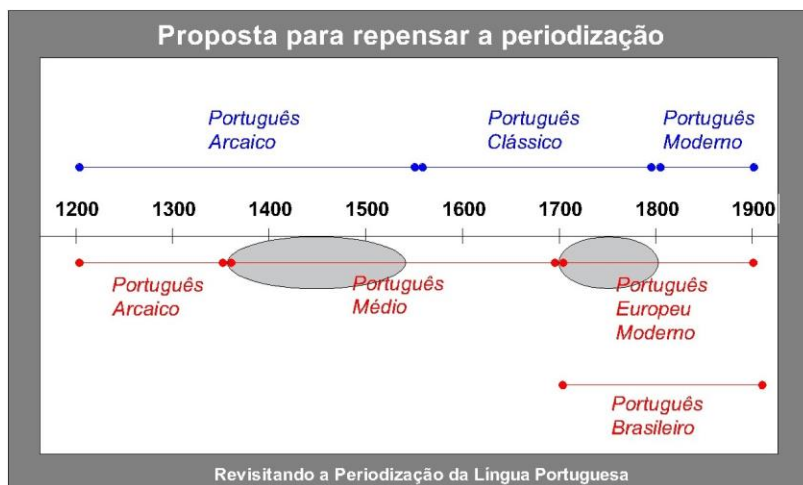 Proposta para repensar a periodização
Português
Arcaico
Português
Clássico
Português
Moderno
1200 1300 1400 1500 1600 1700 1800 1900
Português
Arcaico
Português
Médio
Português
Europeu
Moderno
Português
Brasileiro
Revisitando a Periodização da Língua Portuguesa